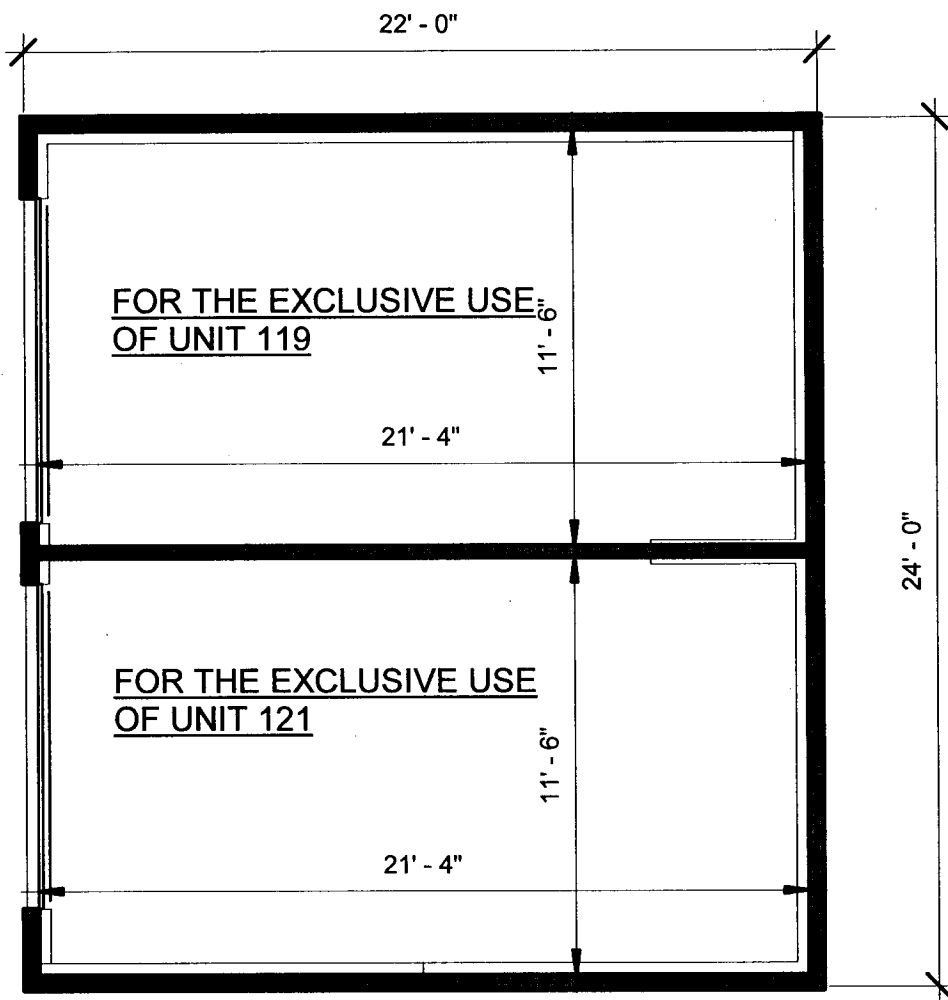 22' - 0"
FOR THE EXCLUSIVE USE
OF UNIT 119
11' - 6"
21' - 4"
24' - 0"
FOR THE EXCLUSIVE USE
OF UNIT 121
11' - 6"
21' - 4"